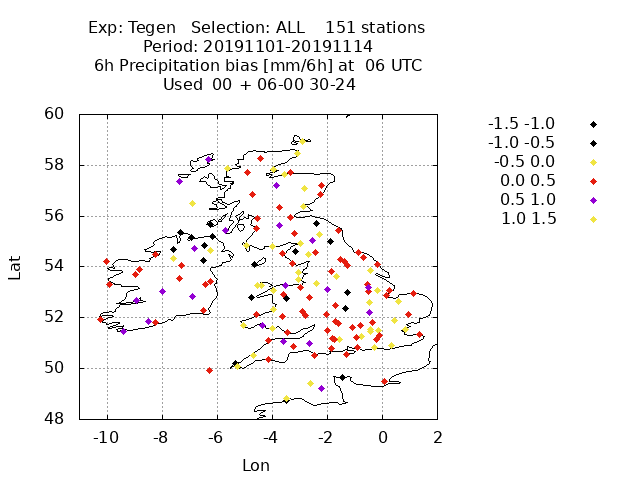 Exp: Tegen Selection: ALL 151 stations
Period: 20191101-20191114
6h Precipitation bias [mm/6h] at 06 UTC
Used 00 + 06-00 30-24
-1.5 -1.0
-1.0 -0.5
-0.5 0.0
0.0 0.5
0.5 1.0
1.0 1.5
60
58
56
54
52
50
48
Lat
-10 -8 -6 -4 -2 0 2
Lon